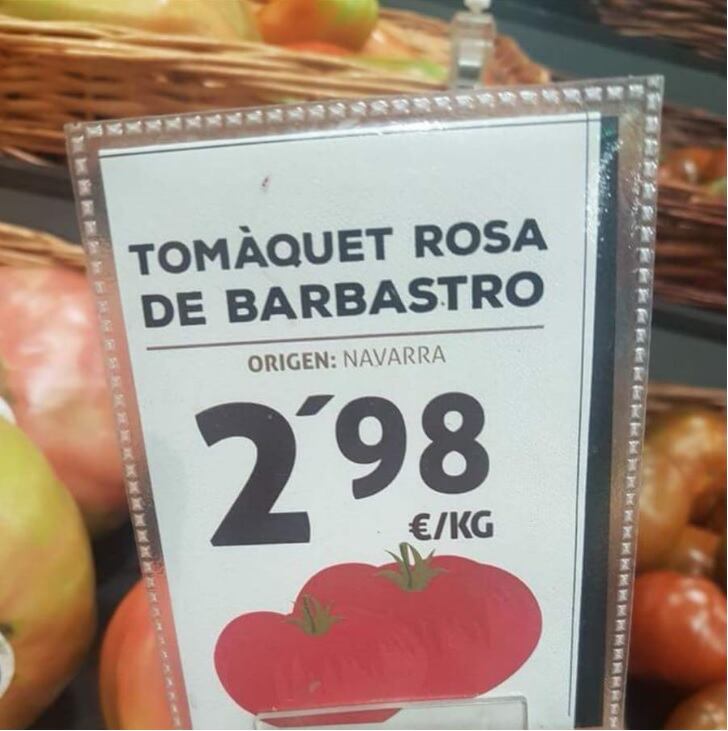 TOMÀQUET ROSA
DE BARBASTRO
ORIGEN: NAVARRA
2´98
€/KG